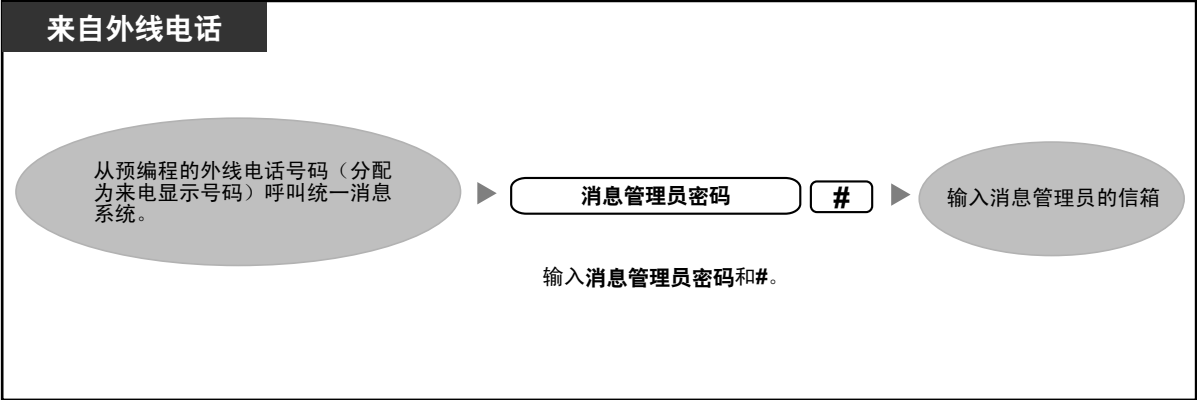 来自外线电话
从预编程的外线电话号码（分配
为来电显示号码）呼叫统一消息
系统。
消息管理员密码
#
输入消息管理员的信箱
输入消息管理员密码和#。